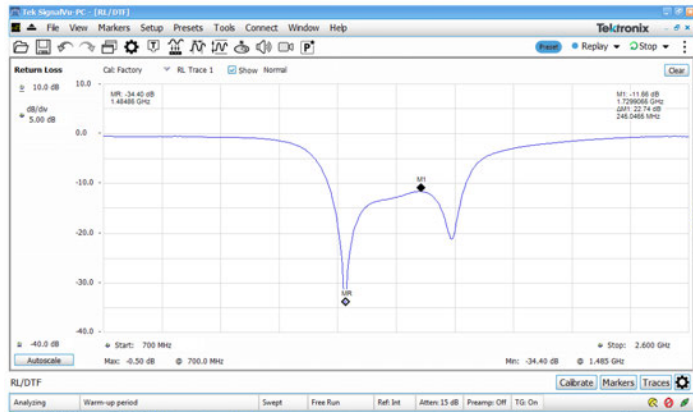 Tek SignalVu-PC - [RL/DTF]
File View Markers Setup Presets Tools Connect Window Help
Tektronix
Preset Replay Stop
Return Loss Cal: Factory RL Trace 1 Show Normal Clear
10.0 dB
dB/div
5.00 dB
-40.0 dB
Autoscale
10.0
0.0
-10.0
-20.0
-30.0
-40.0
MR: -34.40 dB
1.48486 GHz
M1: -11.66 dB
1.7299066 GHz
ΔM1: 22.74 dB
246.0466 MHz
M1
MR
Start: 700 MHz Stop: 2.600 GHz
Max: -0.50 dB @ 700.0 MHz Min: -34.40 dB @ 1.485 GHz
RL/DTF Calibrate Markers Traces
Analyzing Warm-up period Swept Free Run Ref: Int Atten: 15 dB Preamp: Off TG: On